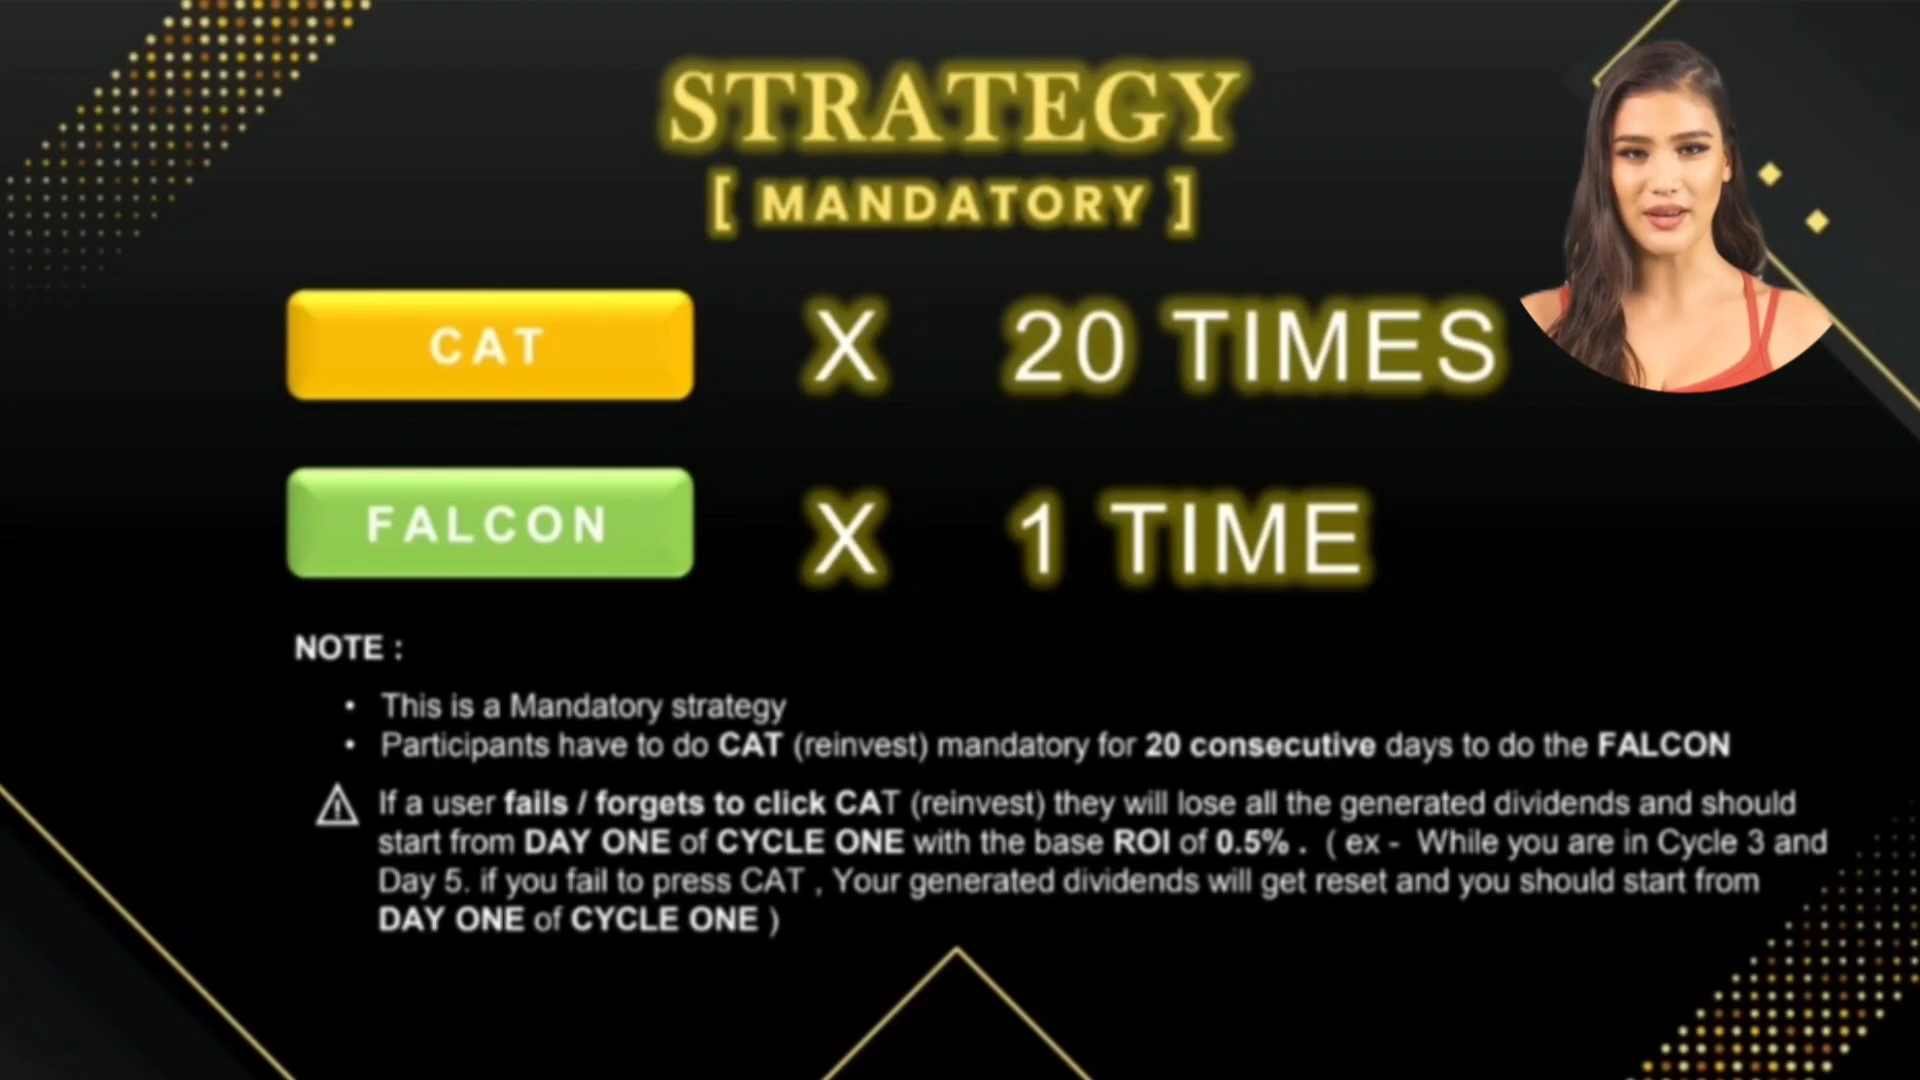 STRATEGY
[ MANDATORY ]
CAT X 20 TIMES
FALCON X 1 TIME
NOTE :
• This is a Mandatory strategy
• Participants have to do CAT (reinvest) mandatory for 20 consecutive days to do the FALCON
If a user fails / forgets to click CAT (reinvest) they will lose all the generated dividends and should
start from DAY ONE of CYCLE ONE with the base ROI of 0.5% . ( ex - While you are in Cycle 3 and
Day 5. if you fail to press CAT , Your generated dividends will get reset and you should start from
DAY ONE of CYCLE ONE )